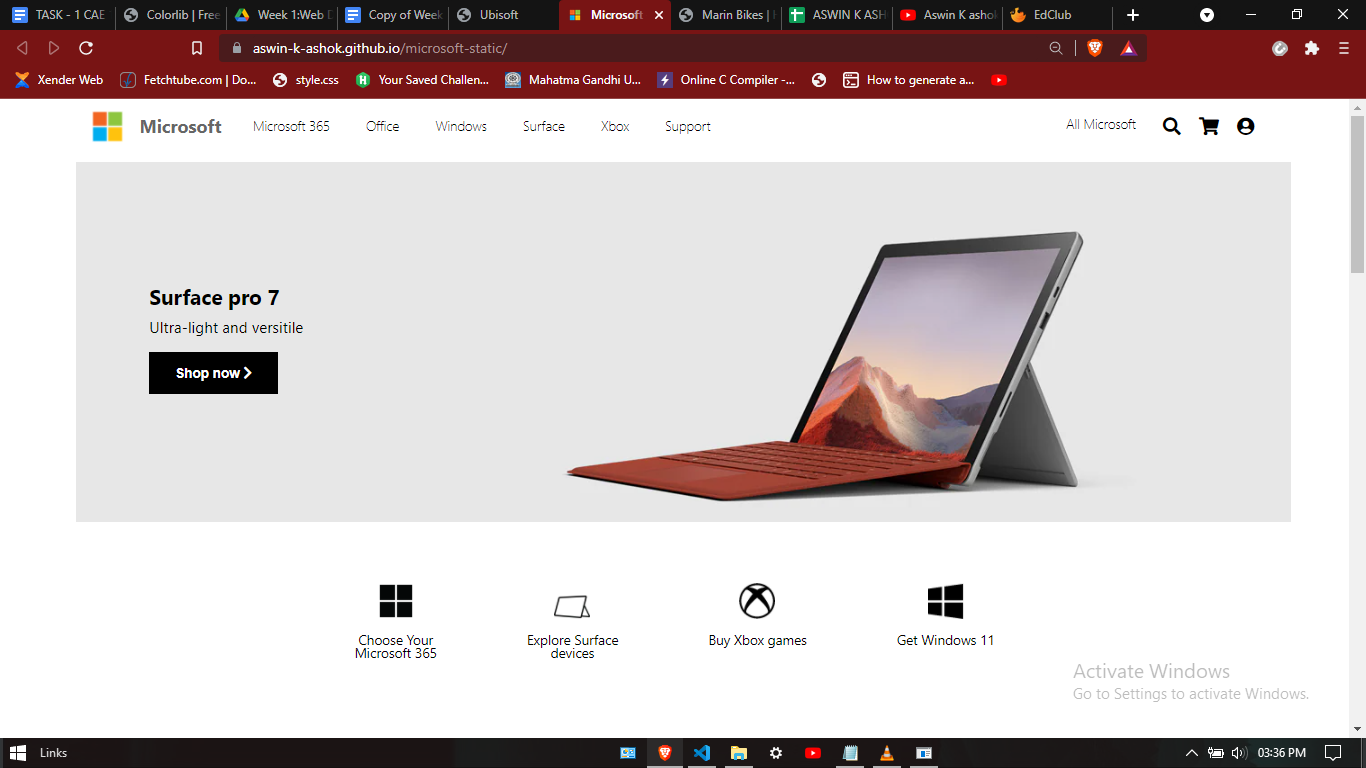 TASK - 1 CAE
Colorlib | Free
Week 1:Web D
Copy of Week
Ubisoft
Microsoft
Marin Bikes |
ASWIN K ASH
Aswin K ashok
EdClub
aswin-k-ashok.github.io/microsoft-static/
Xender Web
Fetchtube.com | Do...
style.css
Your Saved Challen...
Mahatma Gandhi U...
Online C Compiler -...
How to generate a...
Microsoft
Microsoft 365
Office
Windows
Surface
Xbox
Support
All Microsoft
Surface pro 7
Ultra-light and versitile
Shop now
Choose Your
Microsoft 365
Explore Surface
devices
Buy Xbox games
Get Windows 11
Activate Windows
Go to Settings to activate Windows.
Links
03:36 PM